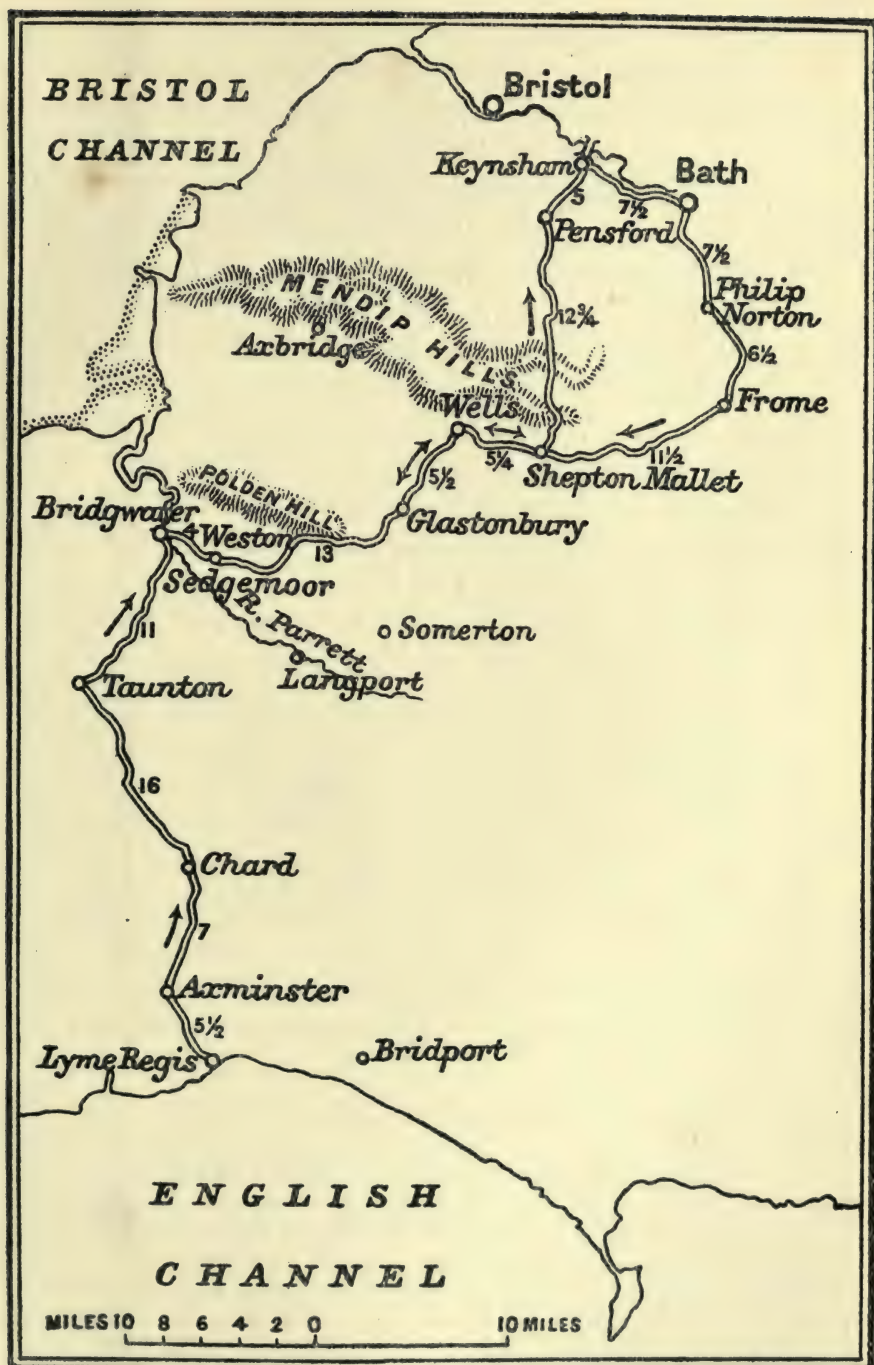 BRISTOL
CHANNEL
Bristol
Keynsham
Bath
5
7½
Pensford
7½
Philip
Norton
MENDIP HILLS
12¾
Axbridge
6½
Wells
Frome
5¼
11½
Shepton Mallet
5½
POLDEN HILL
Glastonbury
Bridgwater
4
Weston
13
Sedgemoor
R. Parrett
Somerton
11
Langport
Taunton
16
Chard
7
Axminster
5½
Lyme Regis
Bridport
ENGLISH
CHANNEL
MILES 10 8 6 4 2 0 10 MILES